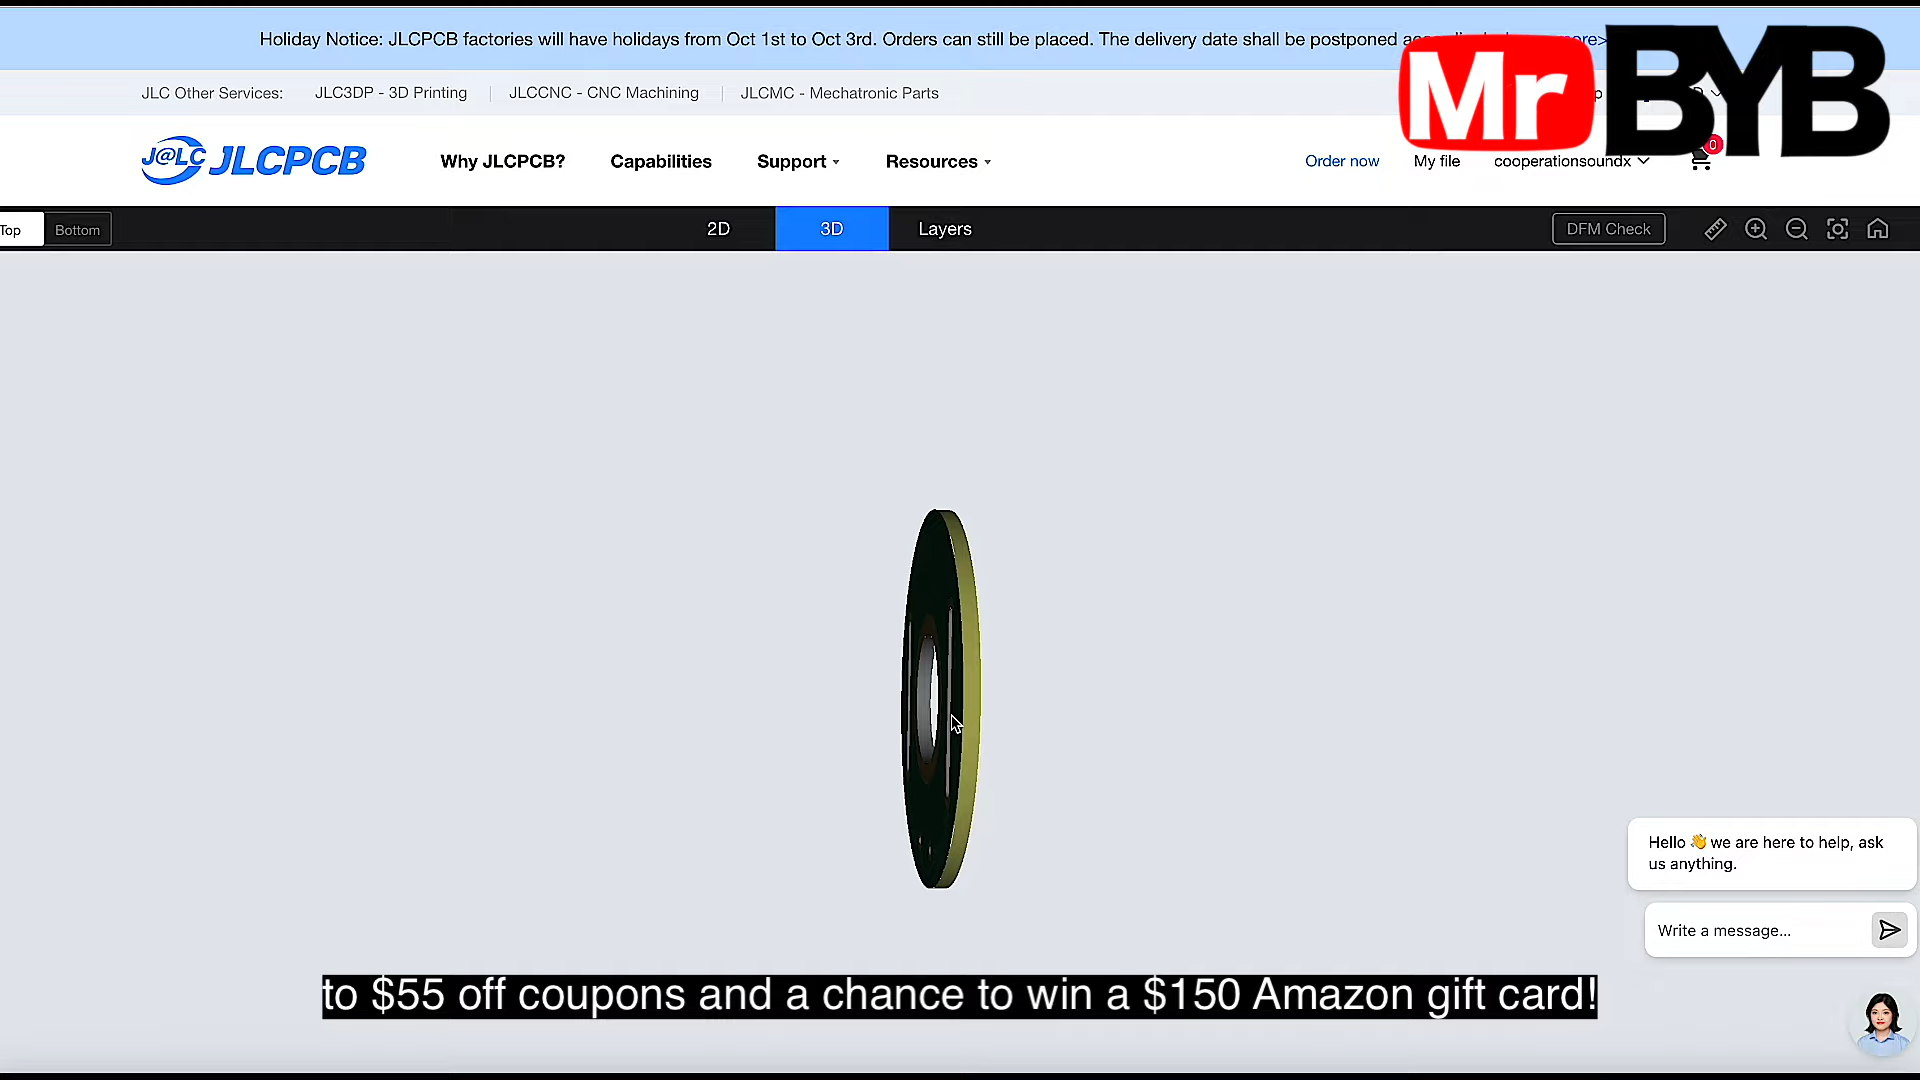 Holiday Notice: JLCPCB factories will have holidays from Oct 1st to Oct 3rd. Orders can still be placed. The delivery date shall be postponed
Mr BYB
JLC Other Services: JLC3DP - 3D Printing JLCCNC - CNC Machining JLCMC - Mechatronic Parts
J@LC JLCPCB Why JLCPCB? Capabilities Support Resources Order now My file cooperationsoundx 0
Top Bottom 2D 3D Layers DFM Check
Hello 👋 we are here to help, ask
us anything.
Write a message...
to $55 off coupons and a chance to win a $150 Amazon gift card!